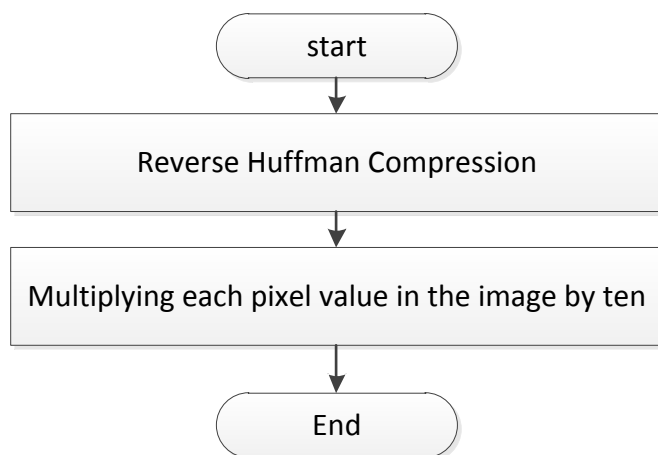 start
Reverse Huffman Compression
Multiplying each pixel value in the image by ten
End